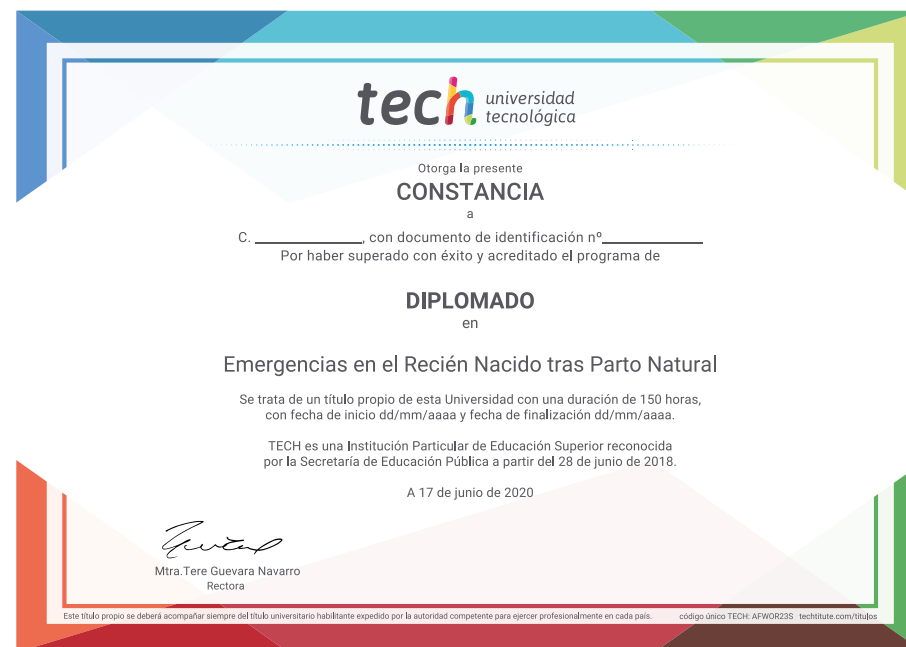 tech universidad
tecnológica
Otorga la presente
CONSTANCIA
a
C. ____________, con documento de identificación nº____________
Por haber superado con éxito y acreditado el programa de
DIPLOMADO
en
Emergencias en el Recién Nacido tras Parto Natural
Se trata de un título propio de esta Universidad con una duración de 150 horas,
con fecha de inicio dd/mm/aaaa y fecha de finalización dd/mm/aaaa.
TECH es una Institución Particular de Educación Superior reconocida
por la Secretaría de Educación Pública a partir del 28 de junio de 2018.
A 17 de junio de 2020
Mtra.Tere Guevara Navarro
Rectora
Este título propio se deberá acompañar siempre del título universitario habilitante expedido por la autoridad competente para ejercer profesionalmente en cada país. código único TECH: AFWOR23S techtitute.com/titulos